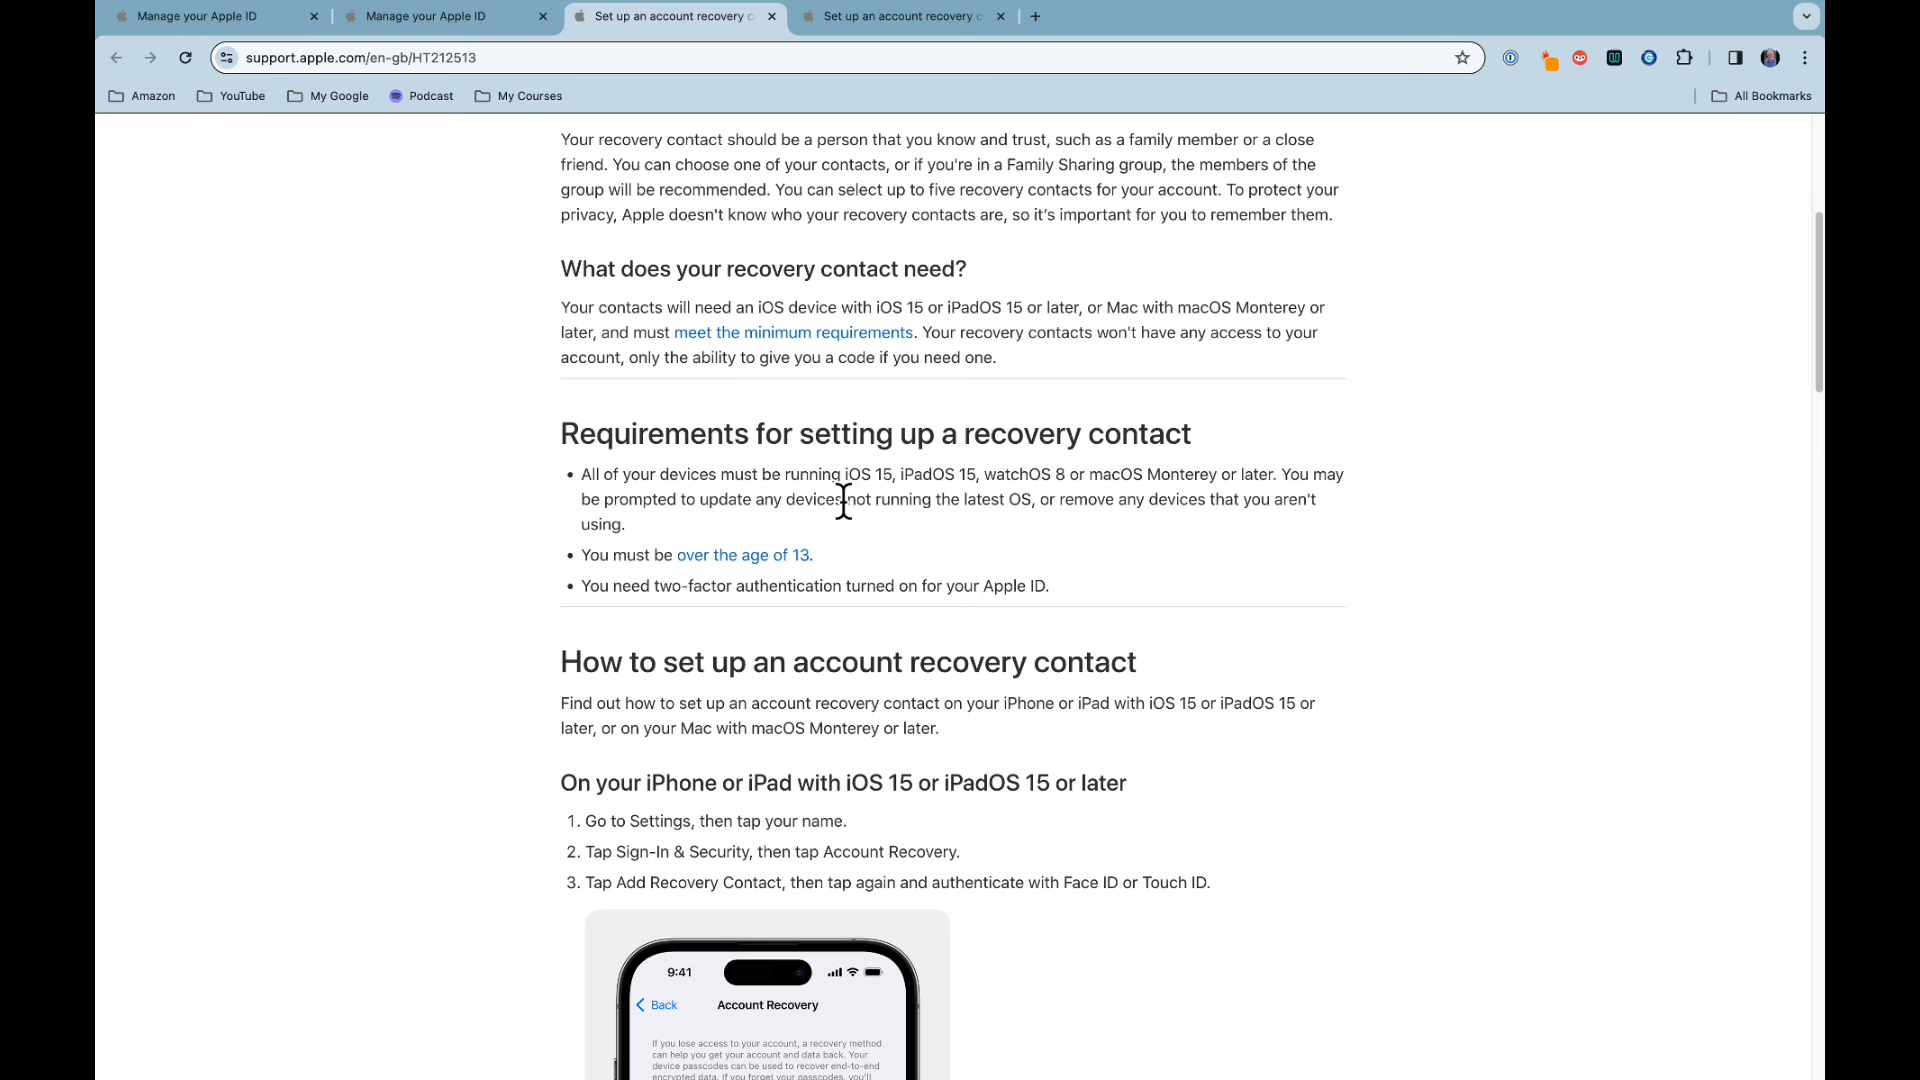 Manage your Apple ID
Manage your Apple ID
Set up an account recovery c
Set up an account recovery c
support.apple.com/en-gb/HT212513
Amazon
YouTube
My Google
Podcast
My Courses
All Bookmarks
Your recovery contact should be a person that you know and trust, such as a family member or a close
friend. You can choose one of your contacts, or if you're in a Family Sharing group, the members of the
group will be recommended. You can select up to five recovery contacts for your account. To protect your
privacy, Apple doesn't know who your recovery contacts are, so it's important for you to remember them.
What does your recovery contact need?
Your contacts will need an iOS device with iOS 15 or iPadOS 15 or later, or Mac with macOS Monterey or
later, and must meet the minimum requirements. Your recovery contacts won't have any access to your
account, only the ability to give you a code if you need one.
Requirements for setting up a recovery contact
• All of your devices must be running iOS 15, iPadOS 15, watchOS 8 or macOS Monterey or later. You may
be prompted to update any devices not running the latest OS, or remove any devices that you aren't
using.
• You must be over the age of 13.
• You need two-factor authentication turned on for your Apple ID.
How to set up an account recovery contact
Find out how to set up an account recovery contact on your iPhone or iPad with iOS 15 or iPadOS 15 or
later, or on your Mac with macOS Monterey or later.
On your iPhone or iPad with iOS 15 or iPadOS 15 or later
1. Go to Settings, then tap your name.
2. Tap Sign-In & Security, then tap Account Recovery.
3. Tap Add Recovery Contact, then tap again and authenticate with Face ID or Touch ID.
9:41
Back
Account Recovery
If you lose access to your account, a recovery method
can help you get your account and data back. Your
device passcodes can be used to recover end-to-end
encrypted data. If you forget your passcodes, you'll